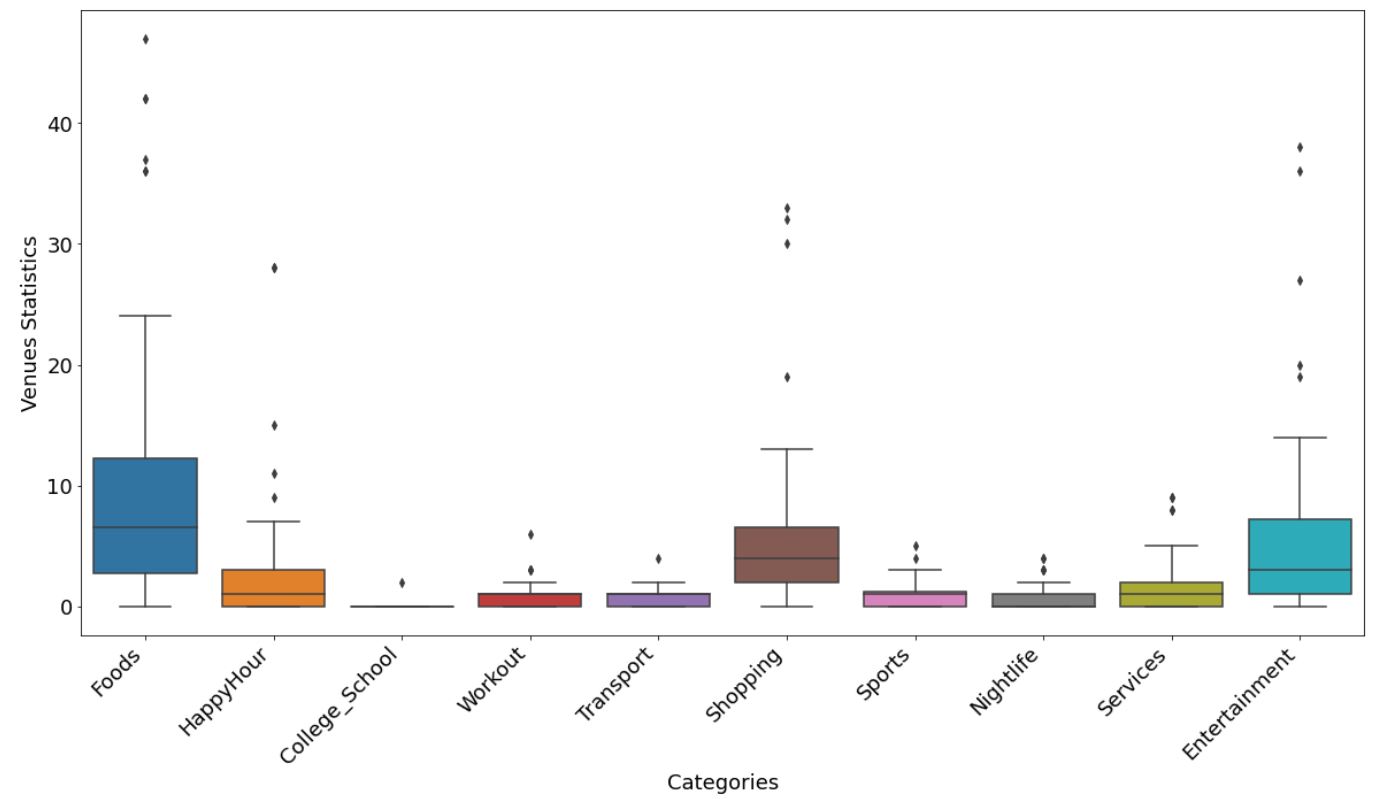 Venues Statistics
40
30
20
10
0
Foods
HappyHour
College_School
Workout
Transport
Shopping
Sports
Nightlife
Services
Entertainment
Categories